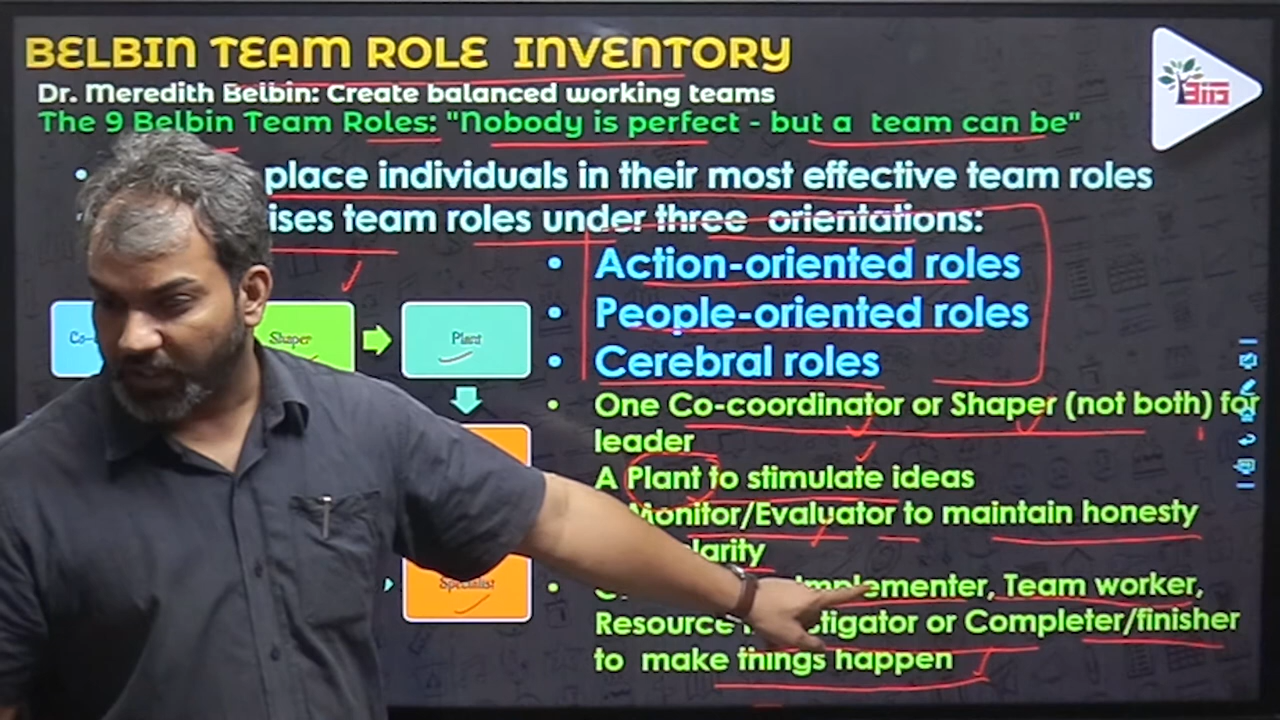 BELBIN TEAM ROLE INVENTORY
Dr. Meredith Belbin: Create balanced working teams
The 9 Belbin Team Roles: "Nobody is perfect - but a team can be"
place individuals in their most effective team roles
ises team roles under three orientations:
• Action-oriented roles
• People-oriented roles
• Cerebral roles
Co-
Shaper
Plant
Specialist
• One Co-coordinator or Shaper (not both) for
leader
A Plant to stimulate ideas
Monitor/Evaluator to maintain honesty
larity
Implementer, Team worker,
Resource stigator or Completer/finisher
to make things happen